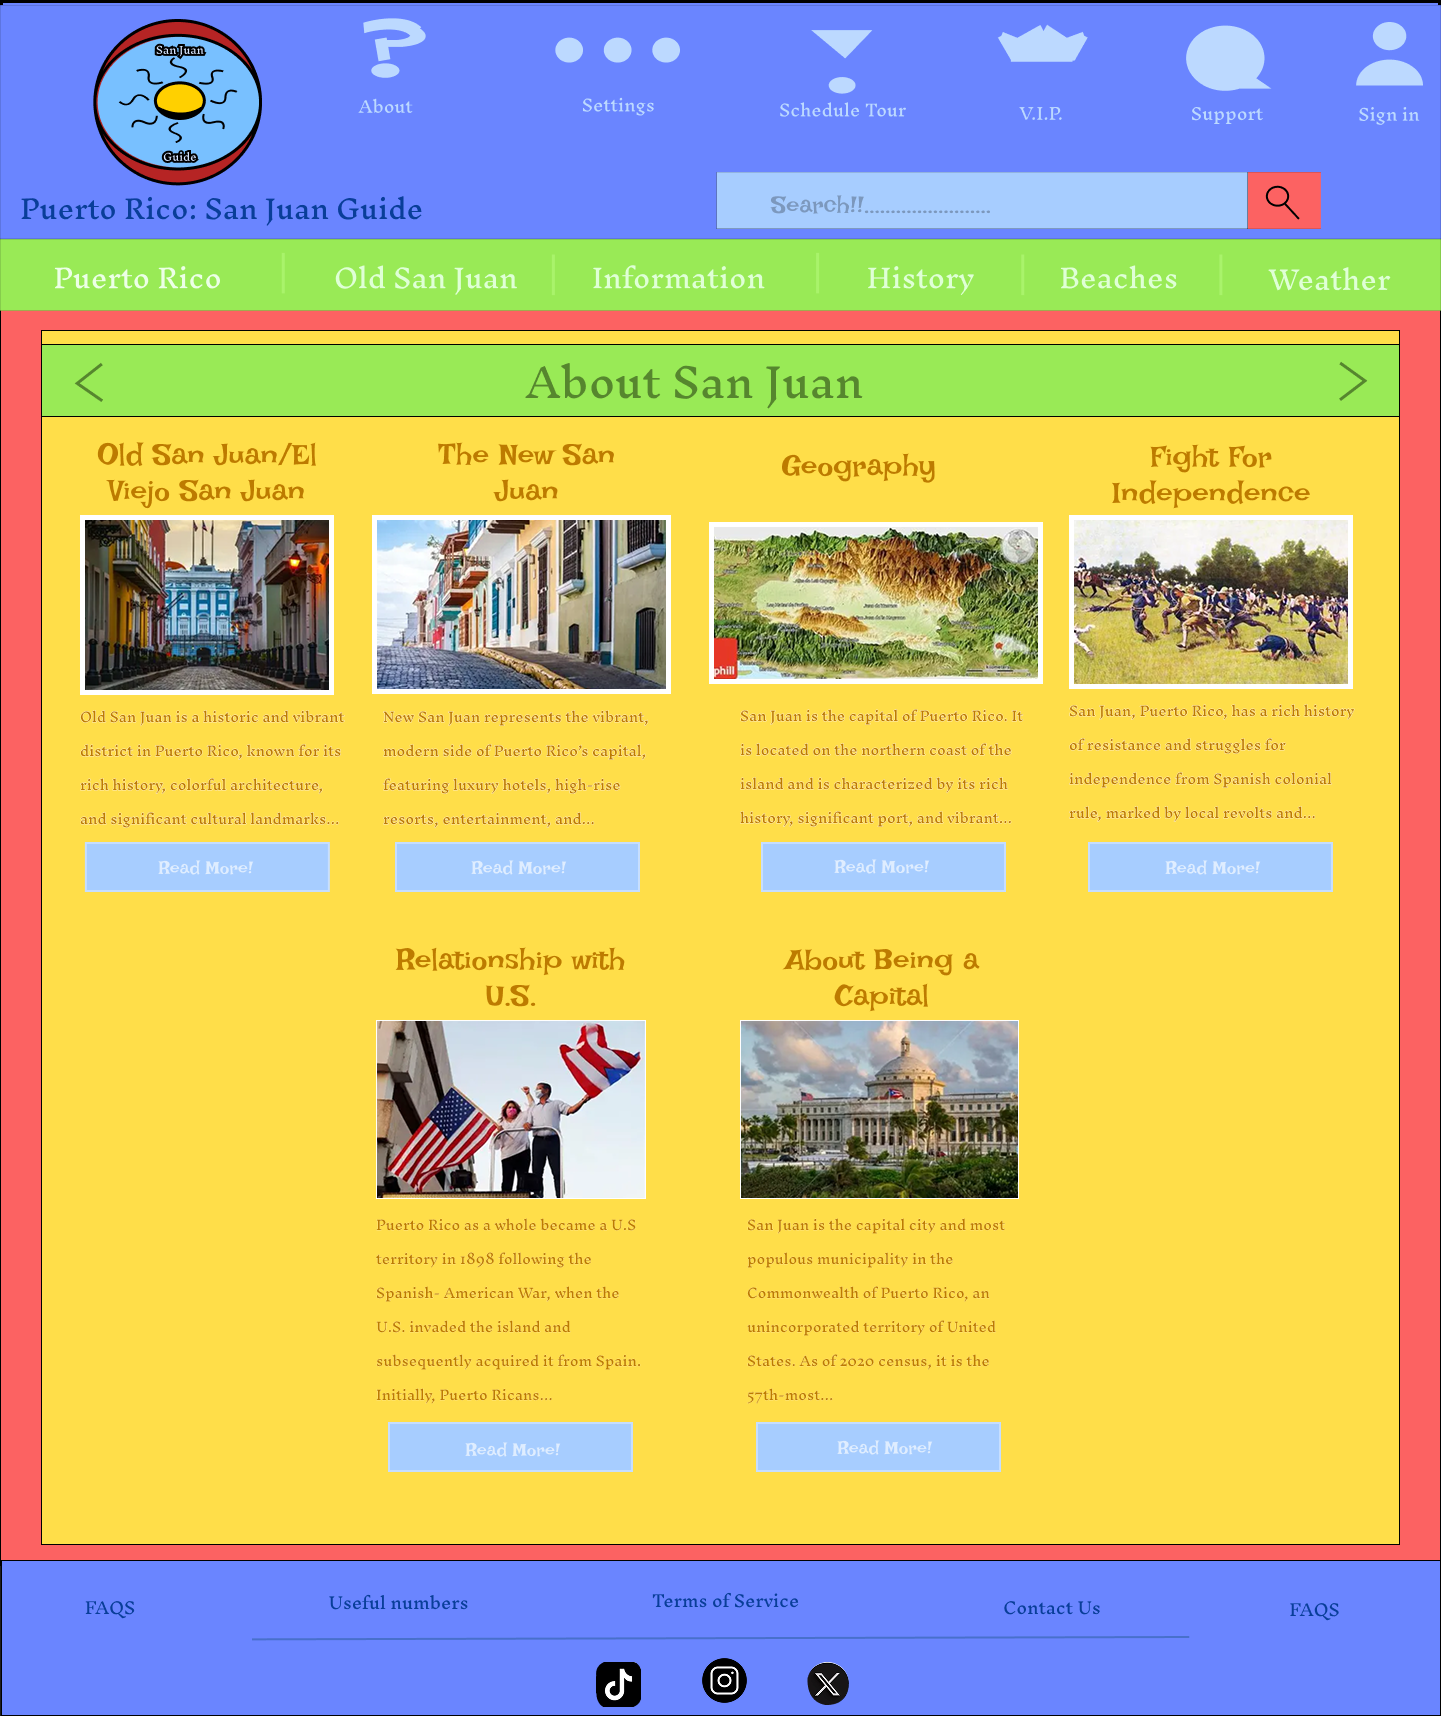 San Juan
Guide
About
Settings
Schedule Tour
V.I.P.
Support
Sign in
Puerto Rico: San Juan Guide
Search!!........................
Puerto Rico
Old San Juan
Information
History
Beaches
Weather
About San Juan
Old San Juan/El
Viejo San Juan
Old San Juan is a historic and vibrant
district in Puerto Rico, known for its
rich history, colorful architecture,
and significant cultural landmarks...
Read More!
The New San
Juan
New San Juan represents the vibrant,
modern side of Puerto Rico’s capital,
featuring luxury hotels, high-rise
resorts, entertainment, and...
Read More!
Geography
phill
San Juan is the capital of Puerto Rico. It
is located on the northern coast of the
island and is characterized by its rich
history, significant port, and vibrant...
Read More!
Fight For
Independence
San Juan, Puerto Rico, has a rich history
of resistance and struggles for
independence from Spanish colonial
rule, marked by local revolts and...
Read More!
Relationship with
U.S.
Puerto Rico as a whole became a U.S
territory in 1898 following the
Spanish- American War, when the
U.S. invaded the island and
subsequently acquired it from Spain.
Initially, Puerto Ricans...
Read More!
About Being a
Capital
San Juan is the capital city and most
populous municipality in the
Commonwealth of Puerto Rico, an
unincorporated territory of United
States. As of 2020 census, it is the
57th-most...
Read More!
FAQS
Useful numbers
Terms of Service
Contact Us
FAQS